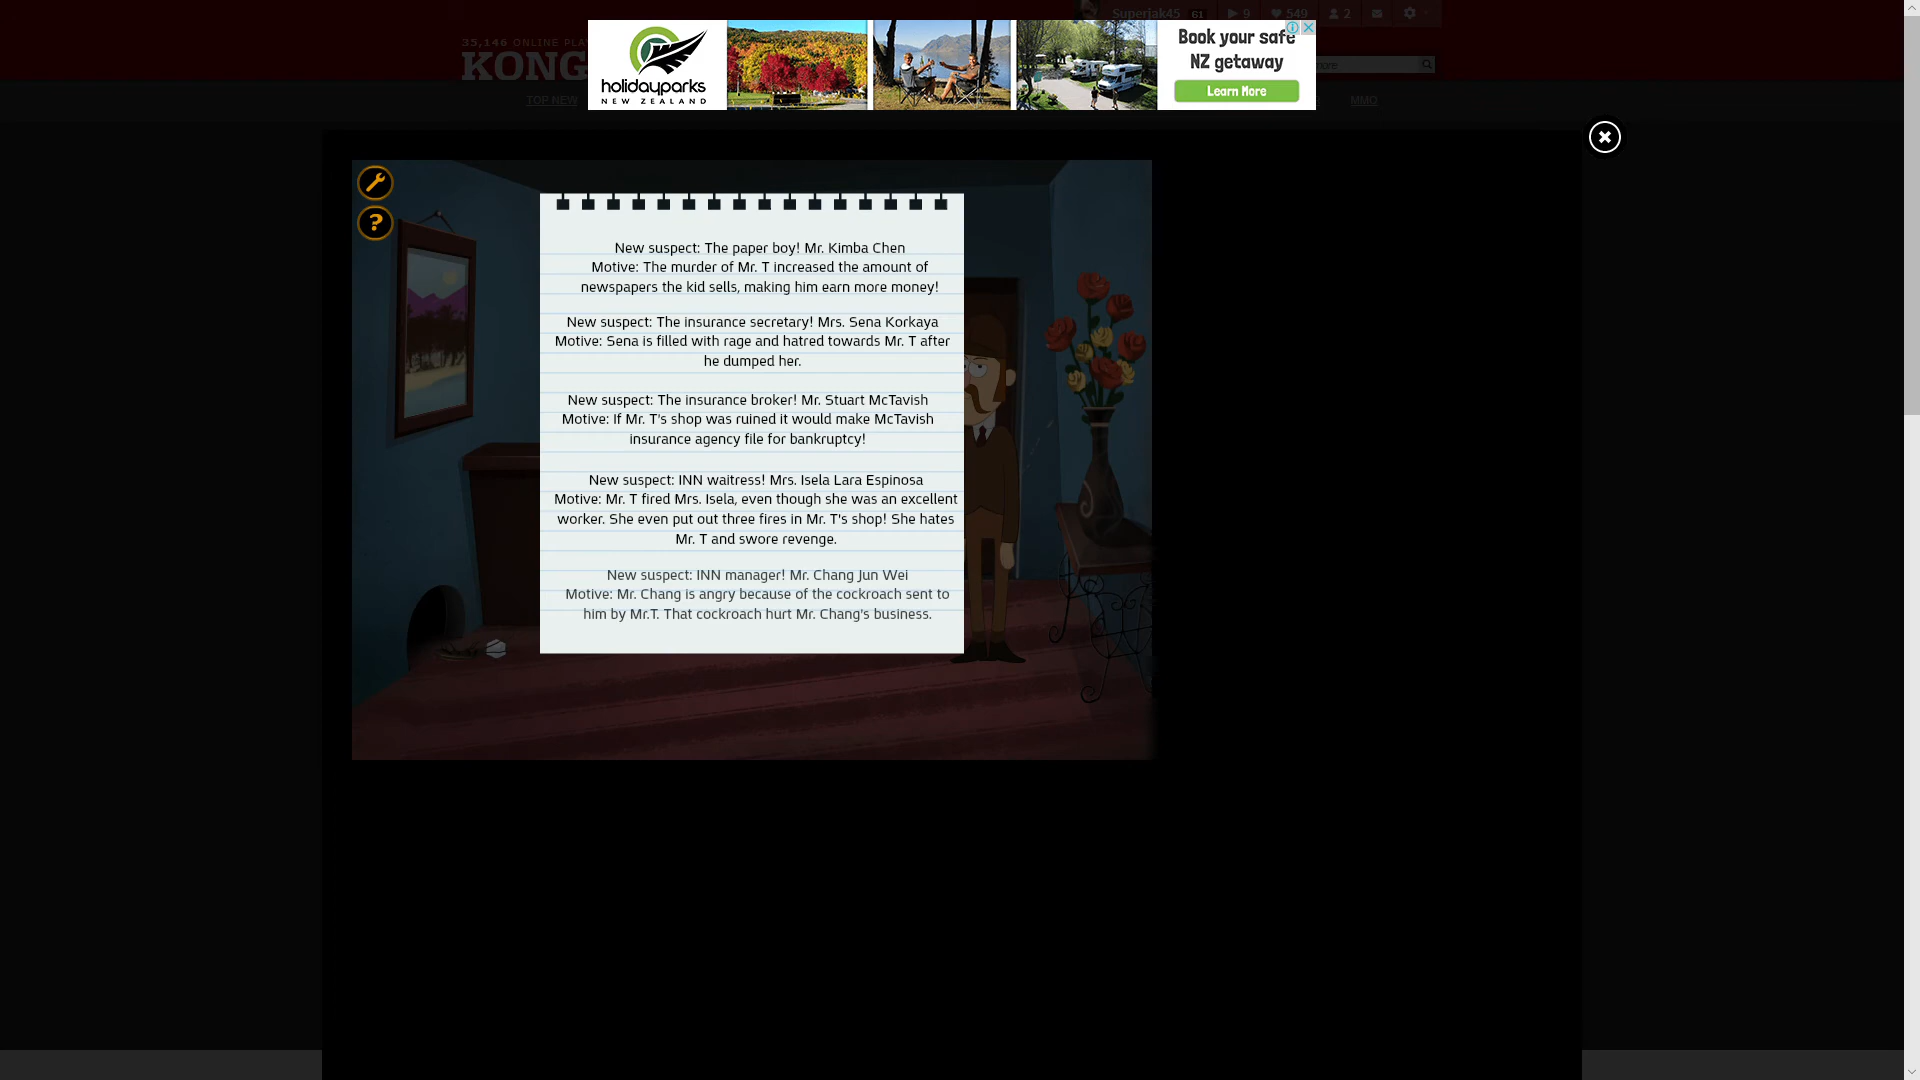 Superjak45 61 9 549 2
35,146 ONLINE PLA
KONG
holidayparks
NEW ZEALAND
Book your safe
NZ getaway
Learn More
more
TOP NEW
MMO
?
New suspect: The paper boy! Mr. Kimba Chen
Motive: The murder of Mr. T increased the amount of
newspapers the kid sells, making him earn more money!
New suspect: The insurance secretary! Mrs. Sena Korkaya
Motive: Sena is filled with rage and hatred towards Mr. T after
he dumped her.
New suspect: The insurance broker! Mr. Stuart McTavish
Motive: If Mr. T's shop was ruined it would make McTavish
insurance agency file for bankruptcy!
New suspect: INN waitress! Mrs. Isela Lara Espinosa
Motive: Mr. T fired Mrs. Isela, even though she was an excellent
worker. She even put out three fires in Mr. T's shop! She hates
Mr. T and swore revenge.
New suspect: INN manager! Mr. Chang Jun Wei
Motive: Mr. Chang is angry because of the cockroach sent to
him by Mr.T. That cockroach hurt Mr. Chang's business.